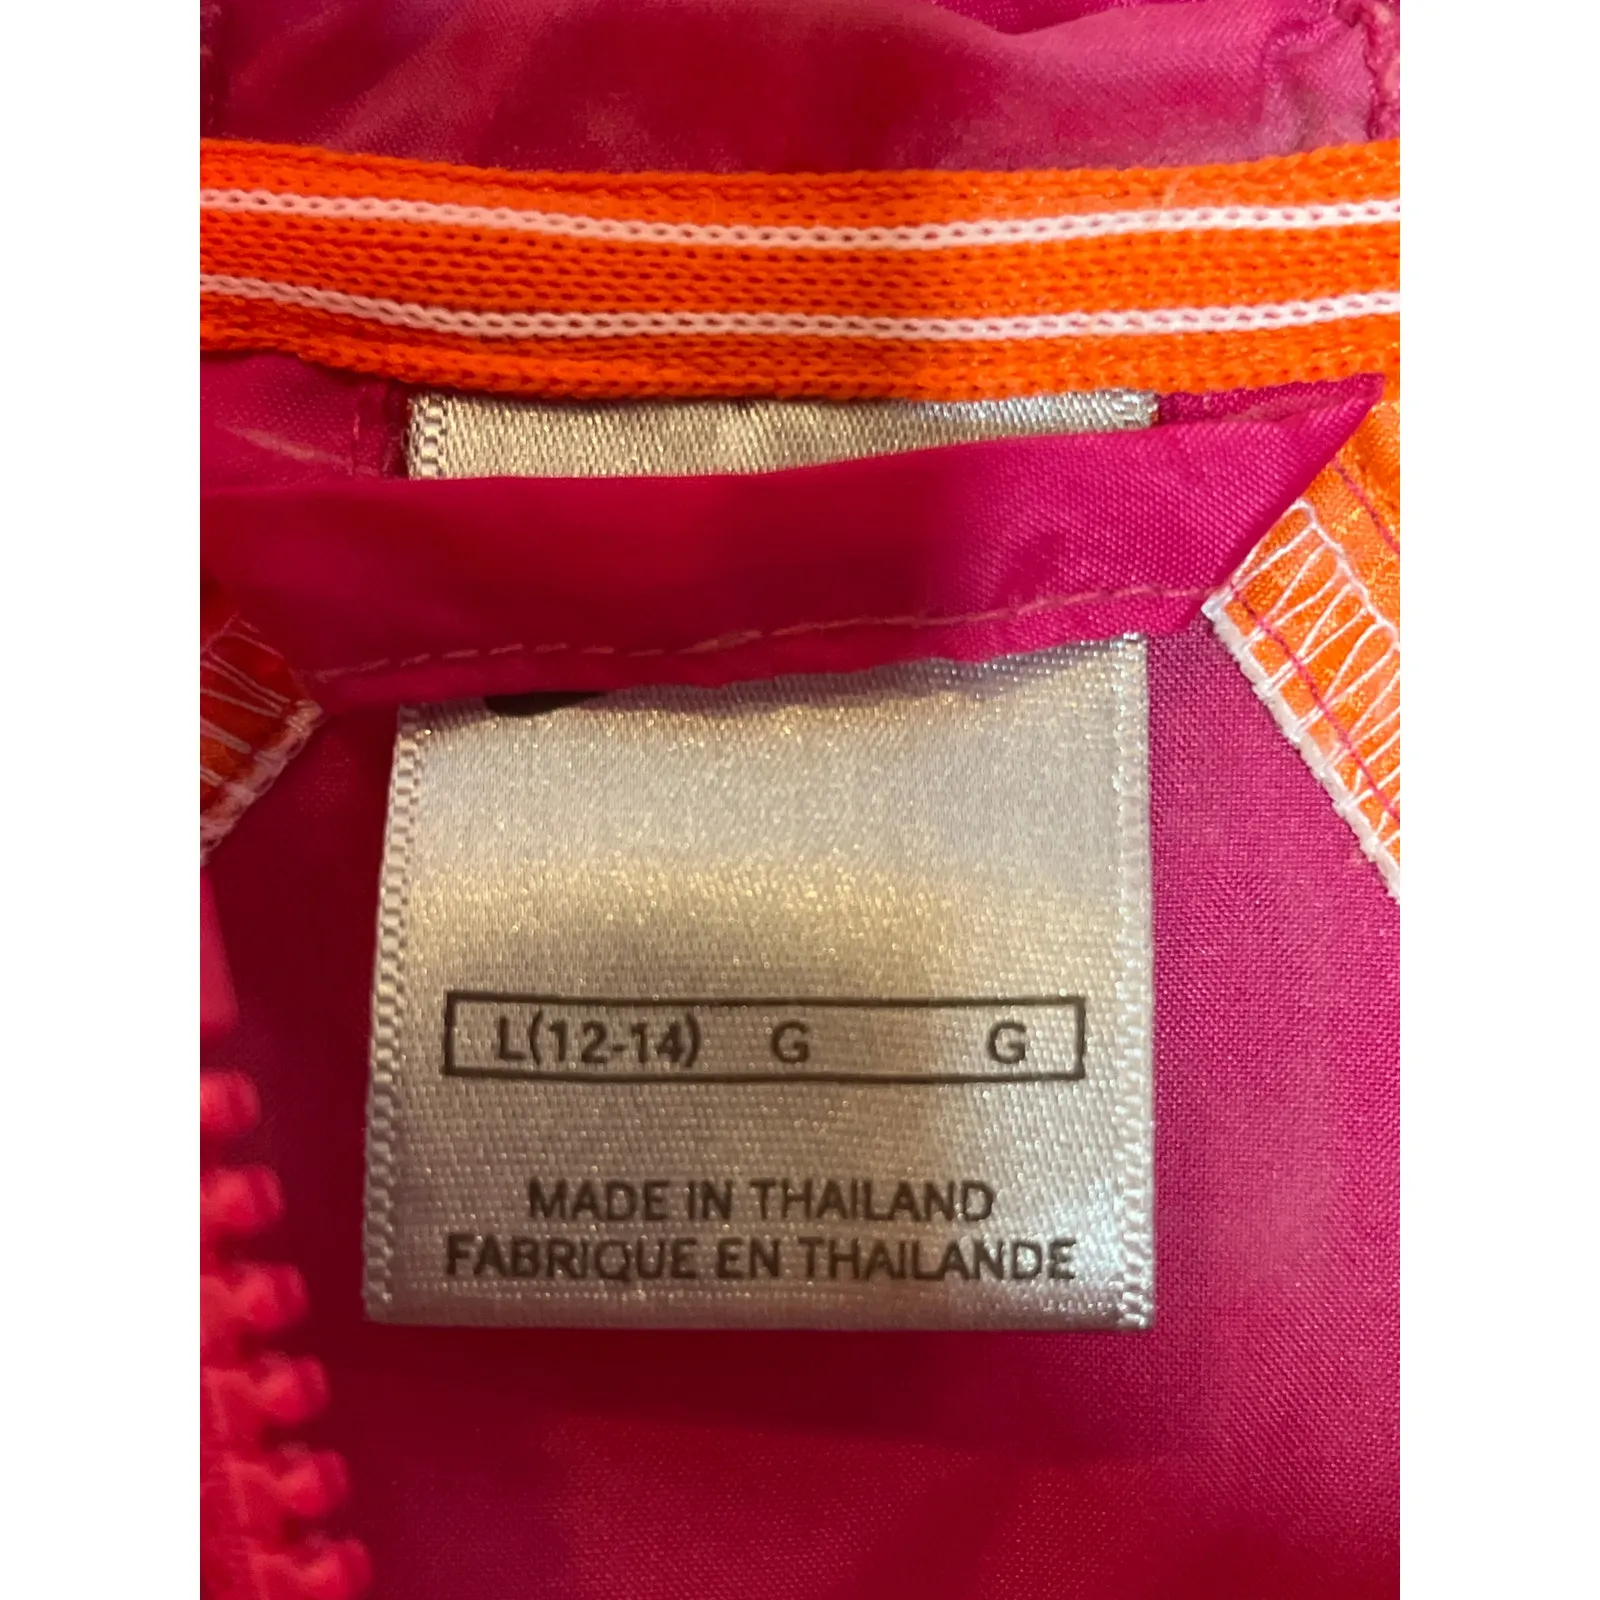 L(12-14) G G
MADE IN THAILAND
FABRIQUE EN THAILANDE